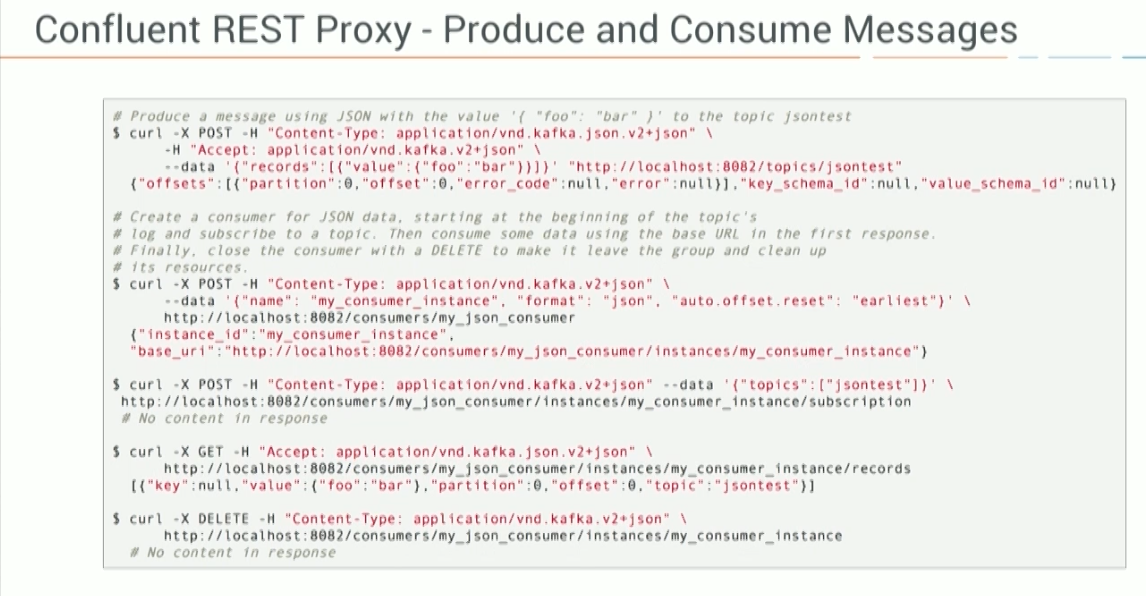 Confluent REST Proxy - Produce and Consume Messages
# Produce a message using JSON with the value '{ "foo": "bar" }' to the topic jsontest
$ curl -X POST -H "Content-Type: application/vnd.kafka.json.v2+json" \
-H "Accept: application/vnd.kafka.v2+json" \
--data '{"records":[{"value":{"foo":"bar"}}]}' "http://localhost:8082/topics/jsontest"
{"offsets":[{"partition":0,"offset":0,"error_code":null,"error":null}],"key_schema_id":null,"value_schema_id":null}
# Create a consumer for JSON data, starting at the beginning of the topic's
# log and subscribe to a topic. Then consume some data using the base URL in the first response.
# Finally, close the consumer with a DELETE to make it leave the group and clean up
# its resources.
$ curl -X POST -H "Content-Type: application/vnd.kafka.v2+json" \
--data '{"name": "my_consumer_instance", "format": "json", "auto.offset.reset": "earliest"}' \
http://localhost:8082/consumers/my_json_consumer
{"instance_id":"my_consumer_instance",
"base_uri":"http://localhost:8082/consumers/my_json_consumer/instances/my_consumer_instance"}
$ curl -X POST -H "Content-Type: application/vnd.kafka.v2+json" --data '{"topics":["jsontest"]}' \
http://localhost:8082/consumers/my_json_consumer/instances/my_consumer_instance/subscription
# No content in response
$ curl -X GET -H "Accept: application/vnd.kafka.json.v2+json" \
http://localhost:8082/consumers/my_json_consumer/instances/my_consumer_instance/records
[{"key":null,"value":{"foo":"bar"},"partition":0,"offset":0,"topic":"jsontest"}]
$ curl -X DELETE -H "Content-Type: application/vnd.kafka.v2+json" \
http://localhost:8082/consumers/my_json_consumer/instances/my_consumer_instance
# No content in response